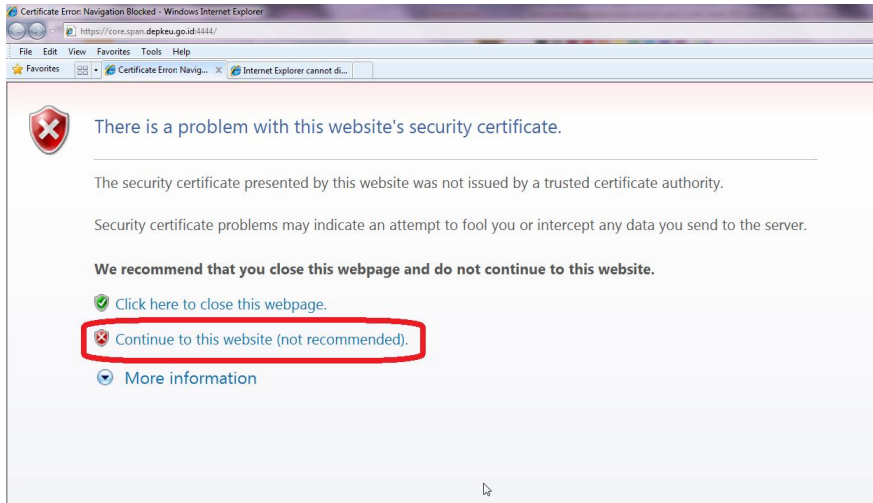 Certificate Error: Navigation Blocked - Windows Internet Explorer
https://core.span.depkeu.go.id:4444/
File Edit View Favorites Tools Help
Favorites Certificate Error: Navig... X Internet Explorer cannot di...
There is a problem with this website's security certificate.
The security certificate presented by this website was not issued by a trusted certificate authority.
Security certificate problems may indicate an attempt to fool you or intercept any data you send to the server.
We recommend that you close this webpage and do not continue to this website.
Click here to close this webpage.
Continue to this website (not recommended).
More information